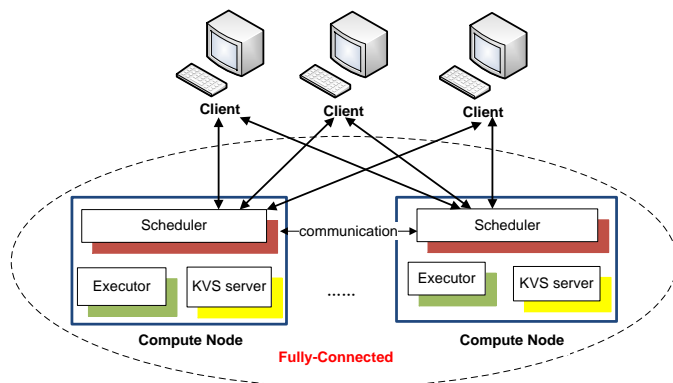 Client
Client
Client
Scheduler
communication
Scheduler
Executor
KVS server
......
Executor
KVS server
Compute Node
Compute Node
Fully-Connected